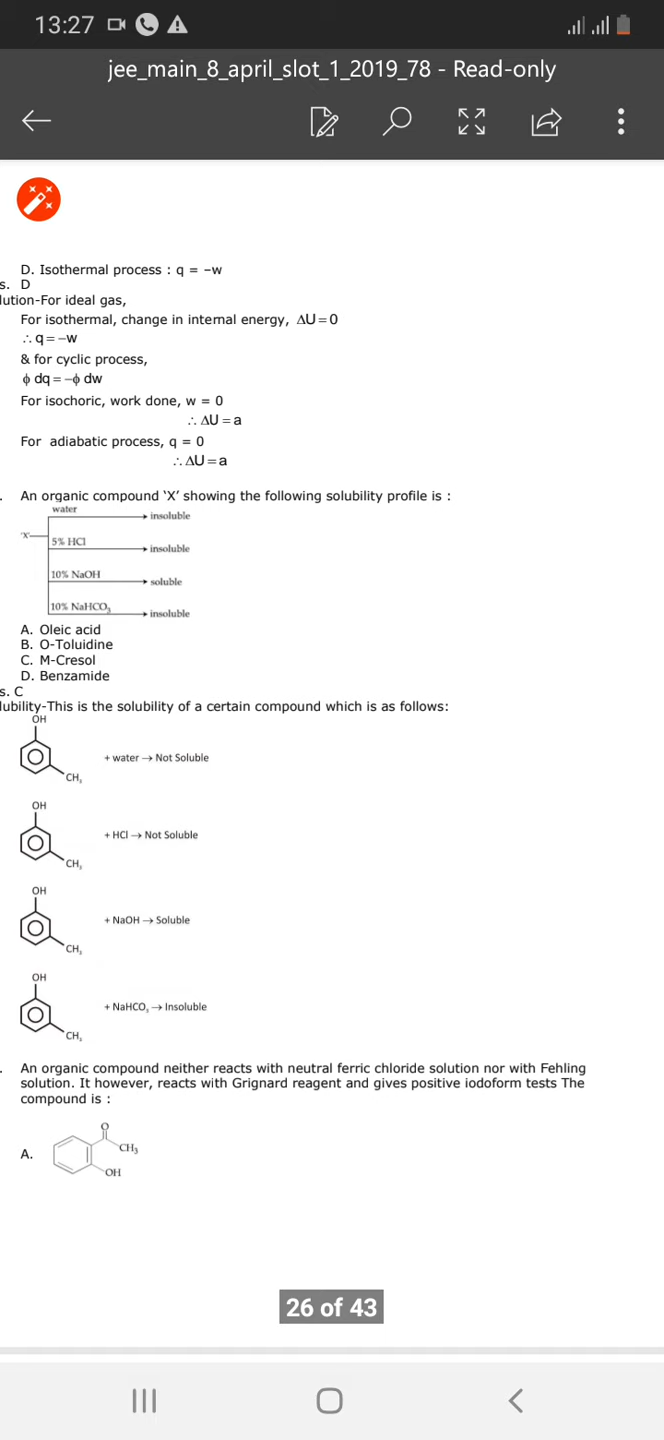 13:27
jee_main_8_april_slot_1_2019_78 - Read-only
D. Isothermal process : q = −w
s. D
lution-For ideal gas,
For isothermal, change in internal energy, ΔU=0
∴ q = −w
& for cyclic process,
ϕ dq = −ϕ dw
For isochoric, work done, w = 0
∴ ΔU = a
For adiabatic process, q = 0
∴ ΔU = a
. An organic compound ‘X’ showing the following solubility profile is :
water
insoluble
'X'
5% HCl
insoluble
10% NaOH
soluble
10% NaHCO₃
insoluble
A. Oleic acid
B. O-Toluidine
C. M-Cresol
D. Benzamide
s. C
lubility-This is the solubility of a certain compound which is as follows:
OH
+ water → Not Soluble
CH₃
OH
+ HCl → Not Soluble
CH₃
OH
+ NaOH → Soluble
CH₃
OH
+ NaHCO₃ → Insoluble
CH₃
. An organic compound neither reacts with neutral ferric chloride solution nor with Fehling
solution. It however, reacts with Grignard reagent and gives positive iodoform tests The
compound is :
O
A.
CH₃
OH
26 of 43